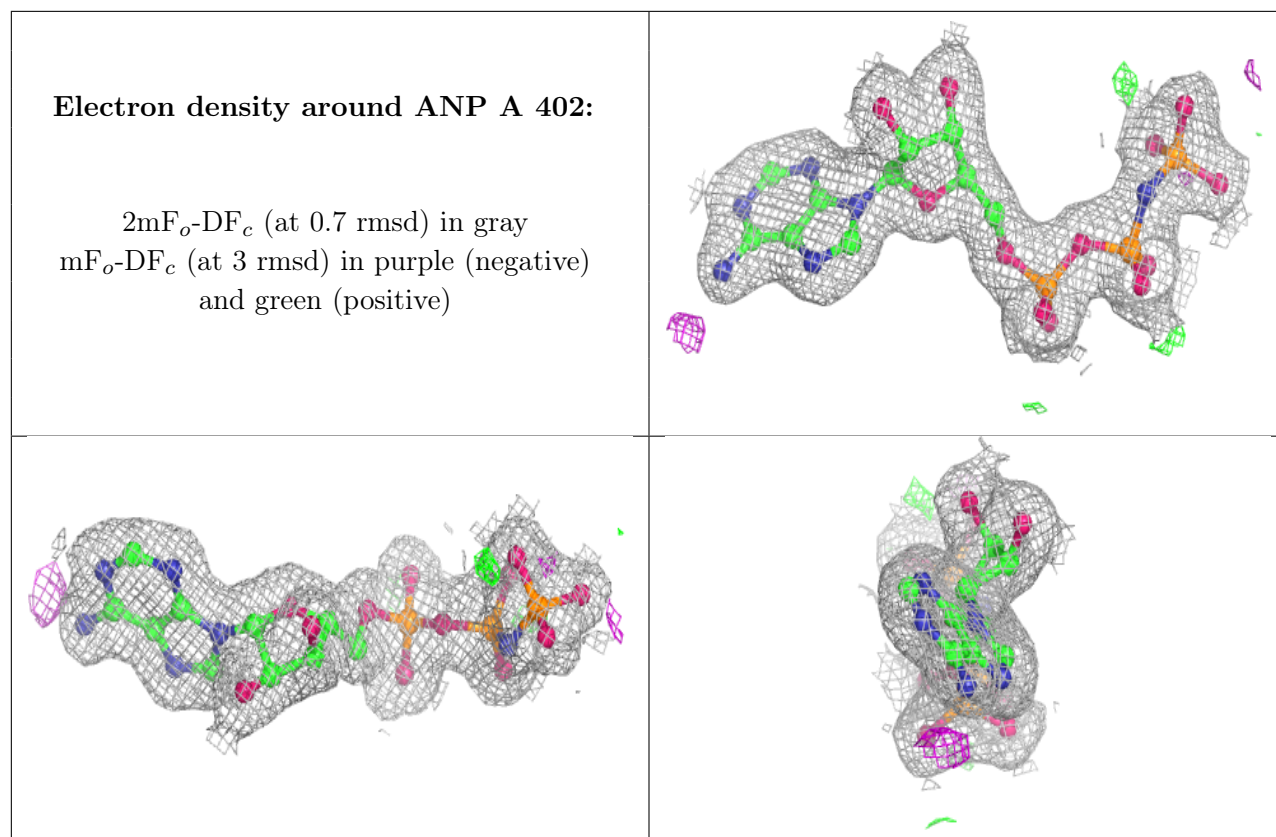 Electron density around ANP A 402:
2mFo-DFc (at 0.7 rmsd) in gray
mFo-DFc (at 3 rmsd) in purple (negative)
and green (positive)